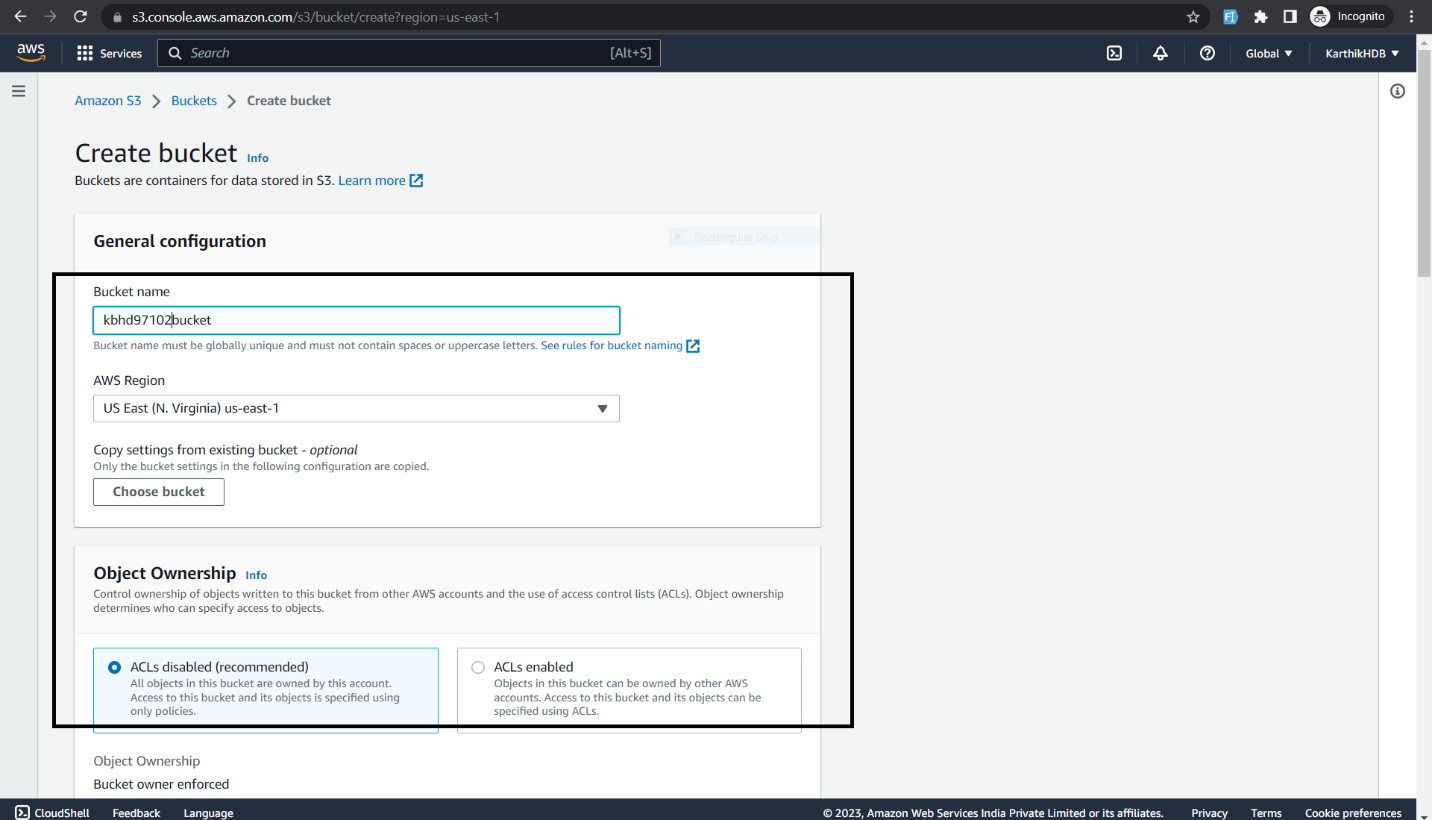 s3.console.aws.amazon.com/s3/bucket/create?region=us-east-1
Incognito
aws
Services
Search
[Alt+S]
Global
KarthikHDB
Amazon S3 > Buckets > Create bucket
Create bucket Info
Buckets are containers for data stored in S3. Learn more
General configuration
Rectangular Snip
Bucket name
kbhd97102bucket
Bucket name must be globally unique and must not contain spaces or uppercase letters. See rules for bucket naming
AWS Region
US East (N. Virginia) us-east-1
Copy settings from existing bucket - optional
Only the bucket settings in the following configuration are copied.
Choose bucket
Object Ownership Info
Control ownership of objects written to this bucket from other AWS accounts and the use of access control lists (ACLs). Object ownership
determines who can specify access to objects.
ACLs disabled (recommended)
All objects in this bucket are owned by this account.
Access to this bucket and its objects is specified using
only policies.
ACLs enabled
Objects in this bucket can be owned by other AWS
accounts. Access to this bucket and its objects can be
specified using ACLs.
Object Ownership
Bucket owner enforced
CloudShell
Feedback
Language
© 2023, Amazon Web Services India Private Limited or its affiliates.
Privacy
Terms
Cookie preferences